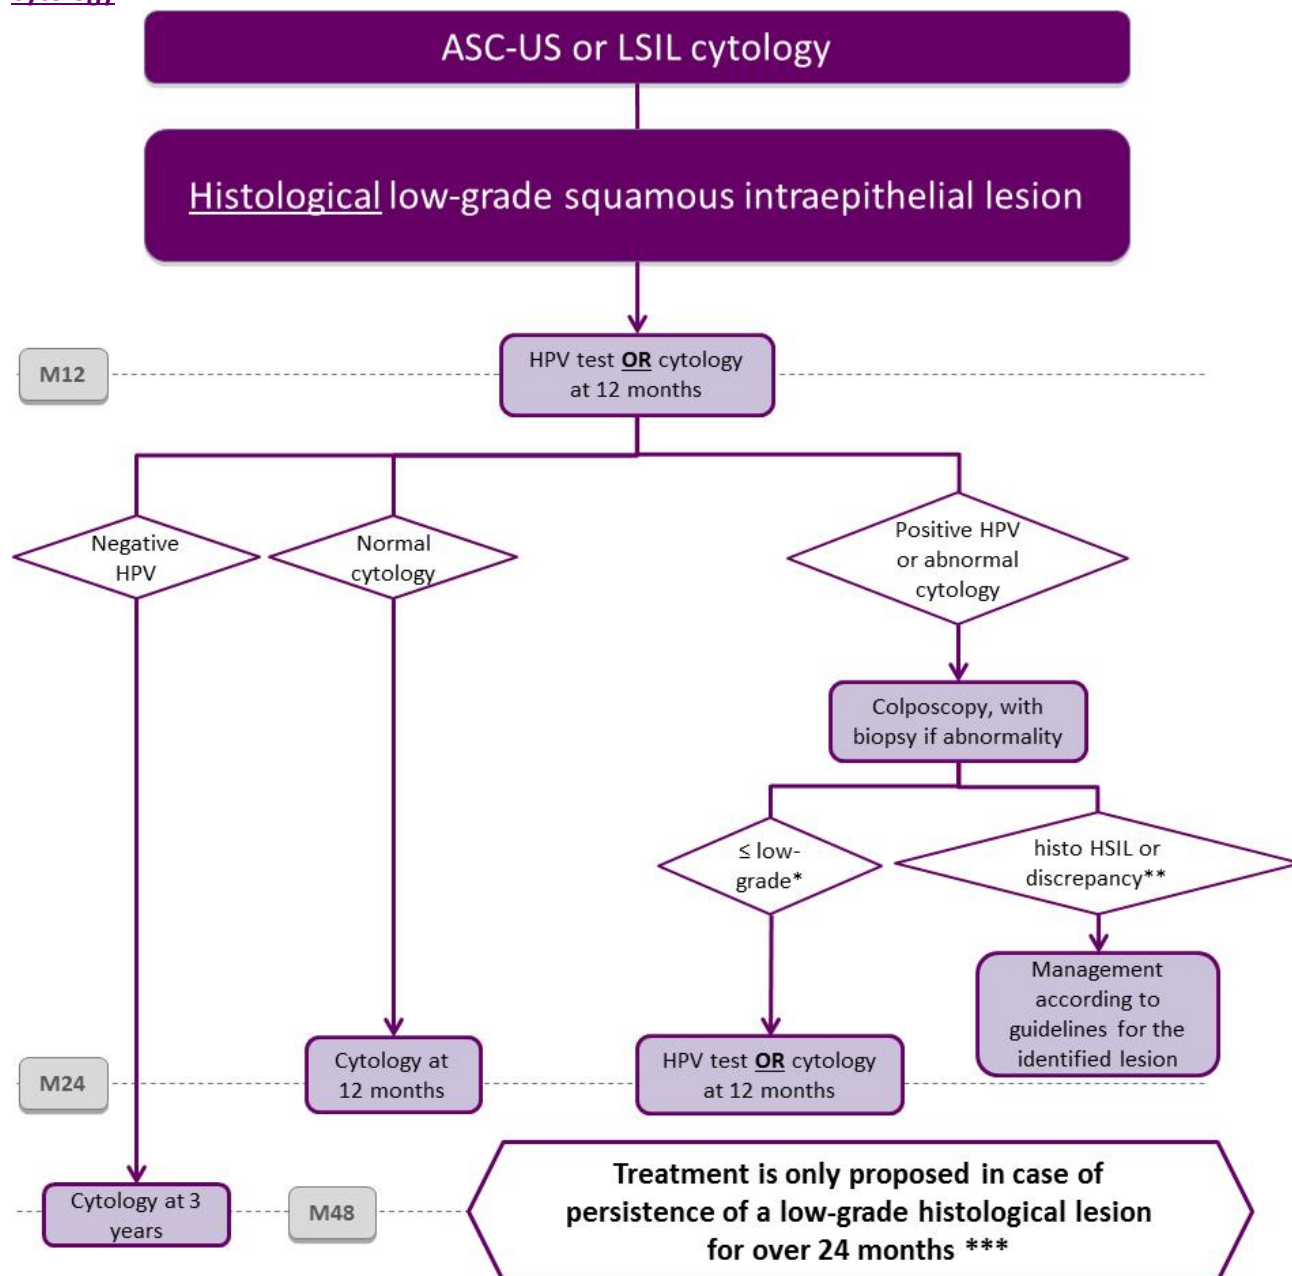 ASC-US or LSIL cytology
Histological low-grade squamous intraepithelial lesion
HPV test OR cytology
at 12 months
M12
Negative
HPV
Normal
cytology
Positive HPV
or abnormal
cytology
Colposcopy, with
biopsy if abnormality
≤ low-
grade*
histo HSIL or
discrepancy**
Management
according to
guidelines for the
identified lesion
Cytology at
12 months
HPV test OR cytology
at 12 months
M24
Cytology at 3
years
M48
Treatment is only proposed in case of
persistence of a low-grade histological lesion
for over 24 months ***